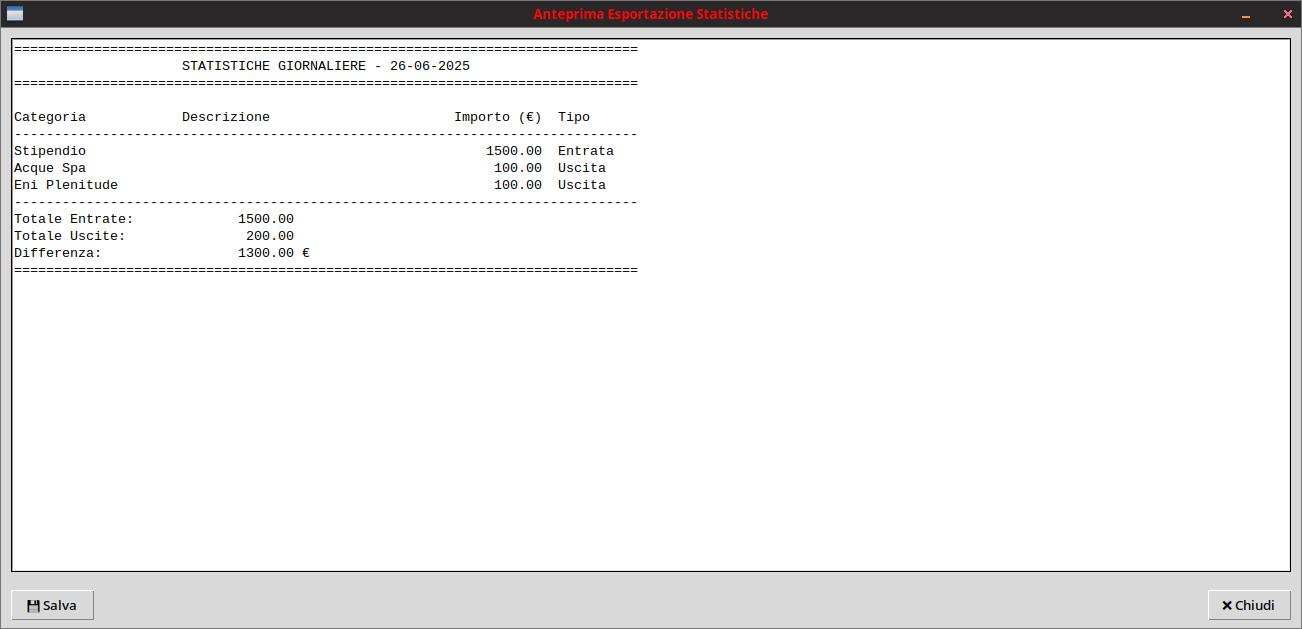 Anteprima Esportazione Statistiche
==============================================================================
                     STATISTICHE GIORNALIERE - 26-06-2025
==============================================================================
Categoria            Descrizione                       Importo (€)  Tipo
------------------------------------------------------------------------------
Stipendio                                                  1500.00  Entrata
Acque Spa                                                   100.00  Uscita
Eni Plenitude                                               100.00  Uscita
------------------------------------------------------------------------------
Totale Entrate:             1500.00
Totale Uscite:               200.00
Differenza:                 1300.00 €
==============================================================================
Salva
Chiudi